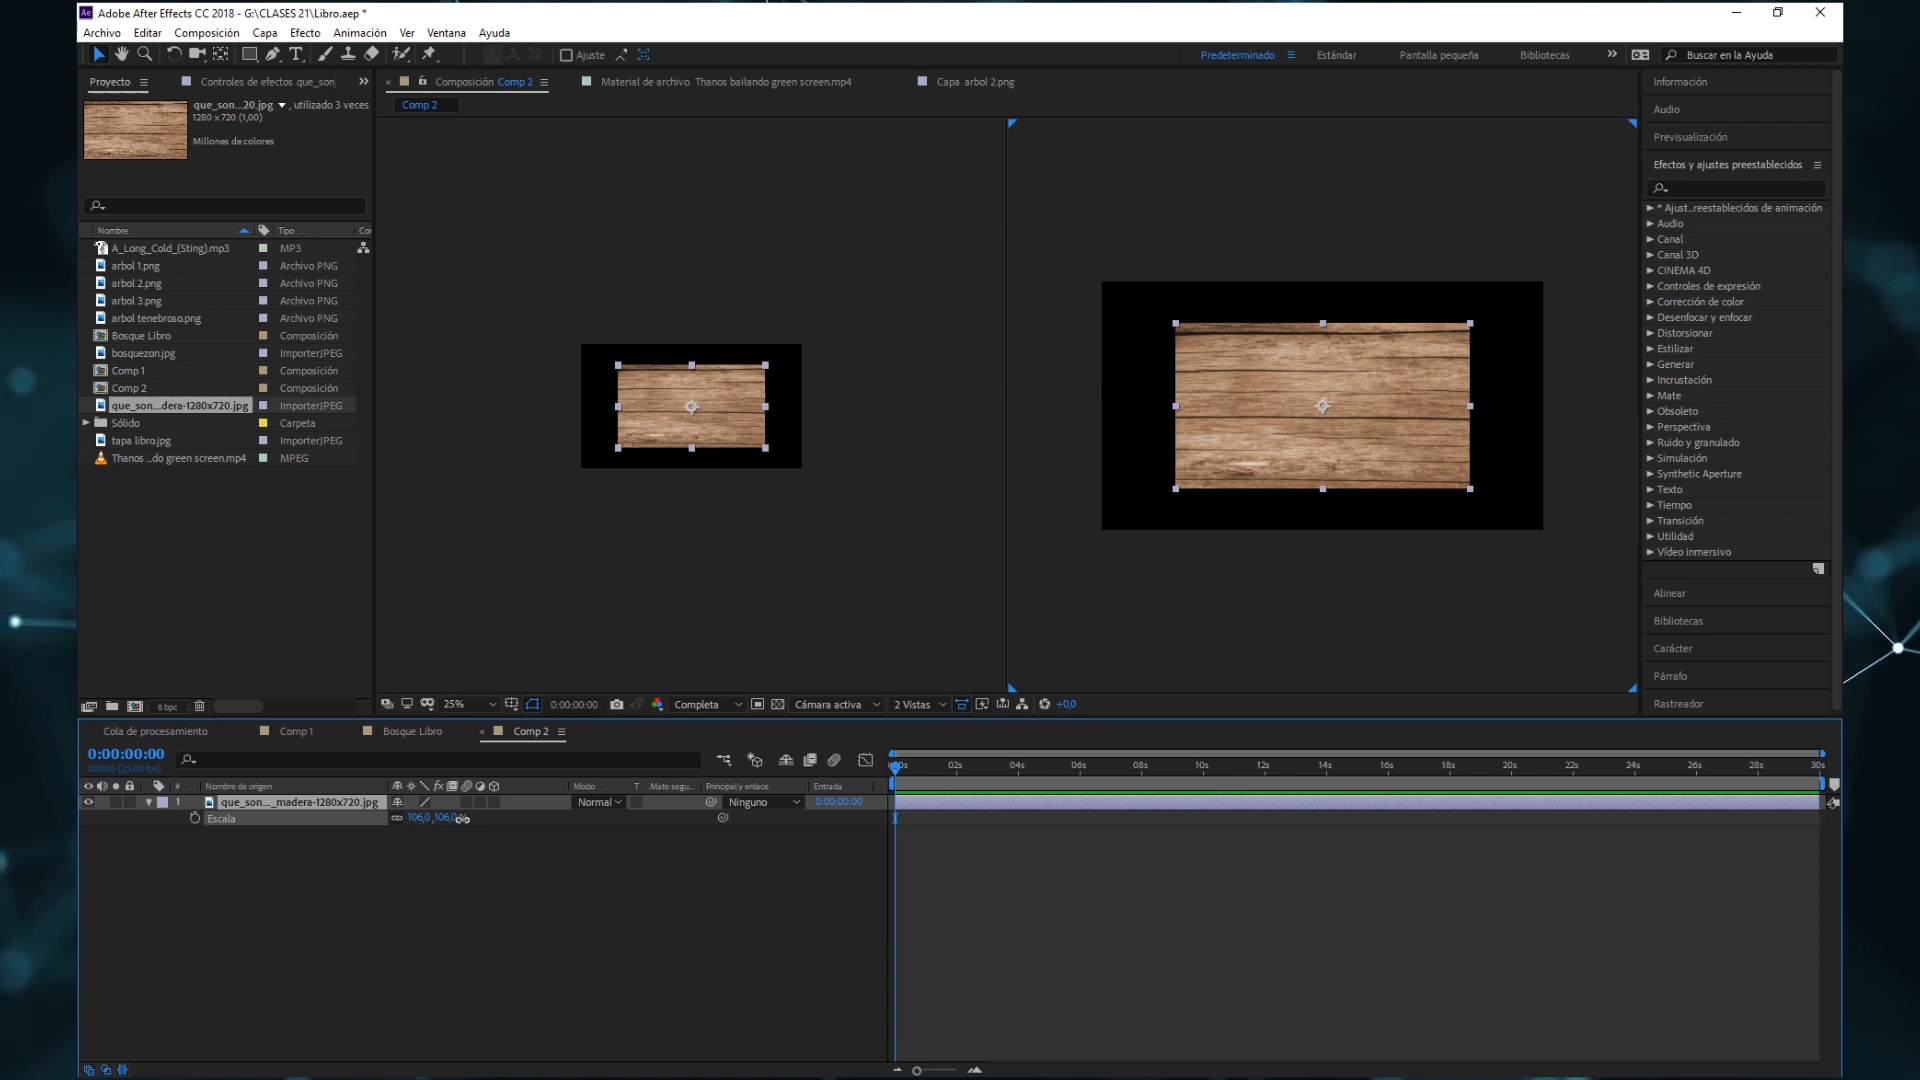 Adobe After Effects CC 2018 - G:\CLASES 21\Libro.aep *
Archivo Editar Composición Capa Efecto Animación Ver Ventana Ayuda
Ajuste Predeterminado Estándar Pantalla pequeña Bibliotecas Buscar en la Ayuda
Proyecto Controles de efectos que_son Composición Comp 2 Material de archivo Thanos bailando green screen.mp4 Capa arbol 2.png
Comp 2
que_son...20.jpg , utilizado 3 veces
1280 x 720 (1,00)
Millones de colores
Nombre Tipo Co
A_Long_Cold_(Sting).mp3 MP3
arbol 1.png Archivo PNG
arbol 2.png Archivo PNG
arbol 3.png Archivo PNG
arbol tenebroso.png Archivo PNG
Bosque Libro Composición
bosquezon.jpg ImporterJPEG
Comp 1 Composición
Comp 2 Composición
que_son...dera-1280x720.jpg ImporterJPEG
Sólido Carpeta
tapa libro.jpg ImporterJPEG
Thanos ...do green screen.mp4 MPEG
8 bpc
25% 0:00:00:00 Completa Cámara activa 2 Vistas +0,0
Información
Audio
Previsualización
Efectos y ajustes preestablecidos
* Ajust...reestablecidos de animación
Audio
Canal
Canal 3D
CINEMA 4D
Controles de expresión
Corrección de color
Desenfocar y enfocar
Distorsionar
Estilizar
Generar
Incrustación
Mate
Obsoleto
Perspectiva
Ruido y granulado
Simulación
Synthetic Aperture
Texto
Tiempo
Transición
Utilidad
Vídeo inmersivo
Alinear
Bibliotecas
Carácter
Párrafo
Rastreador
Cola de procesamiento Comp 1 Bosque Libro Comp 2
0:00:00:00
00000 (25.00 fps)
00s 02s 04s 06s 08s 10s 12s 14s 16s 18s 20s 22s 24s 26s 28s 30s
# Nombre de origen Modo T .Mate segu... Principal y enlace Entrada
1 que_son..._madera-1280x720.jpg Normal Ninguno 0:00:00:00
Escala 106,0 ,106,0